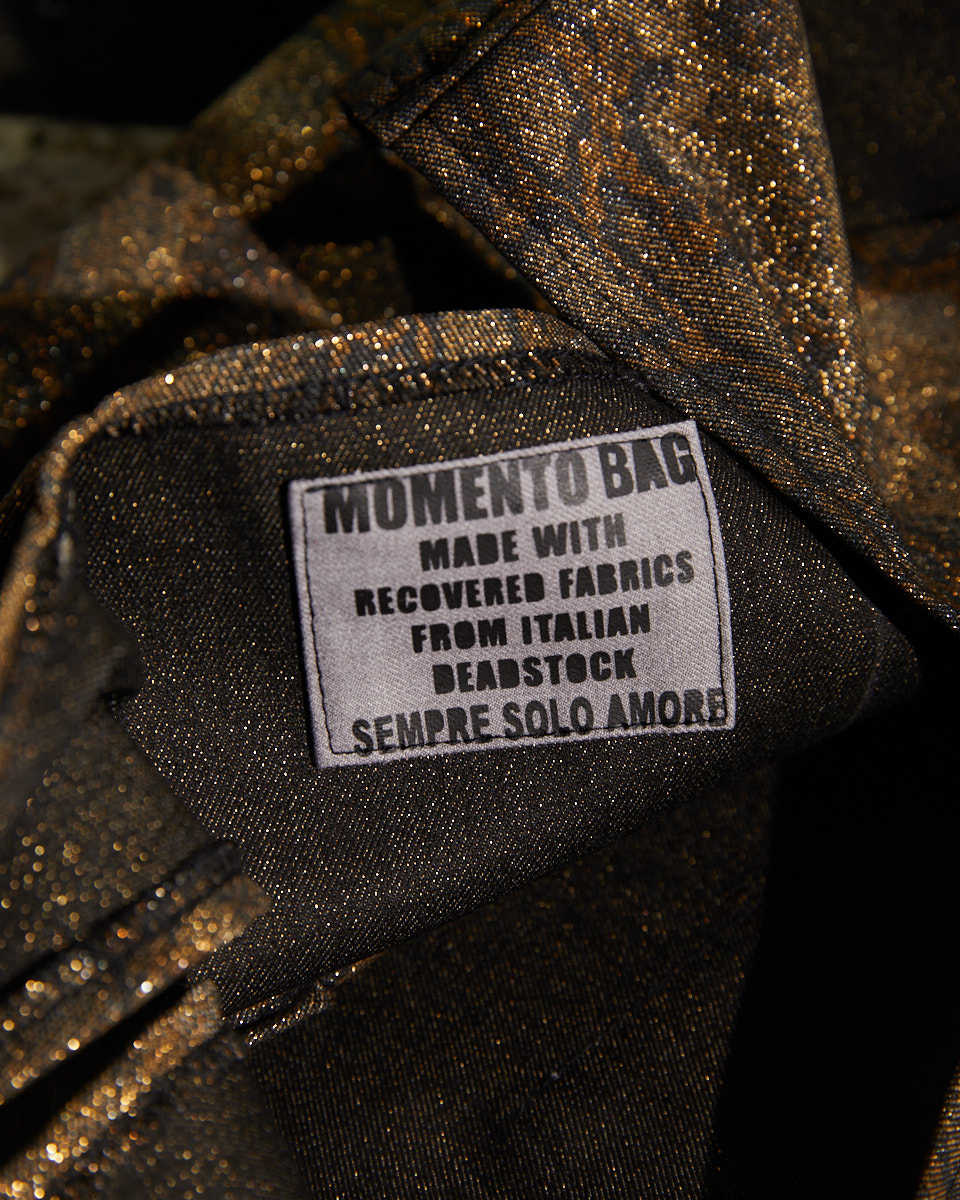 MOMENTO BAG
MADE WITH
RECOVERED FABRICS
FROM ITALIAN
DEADSTOCK
SEMPRE SOLO AMORE